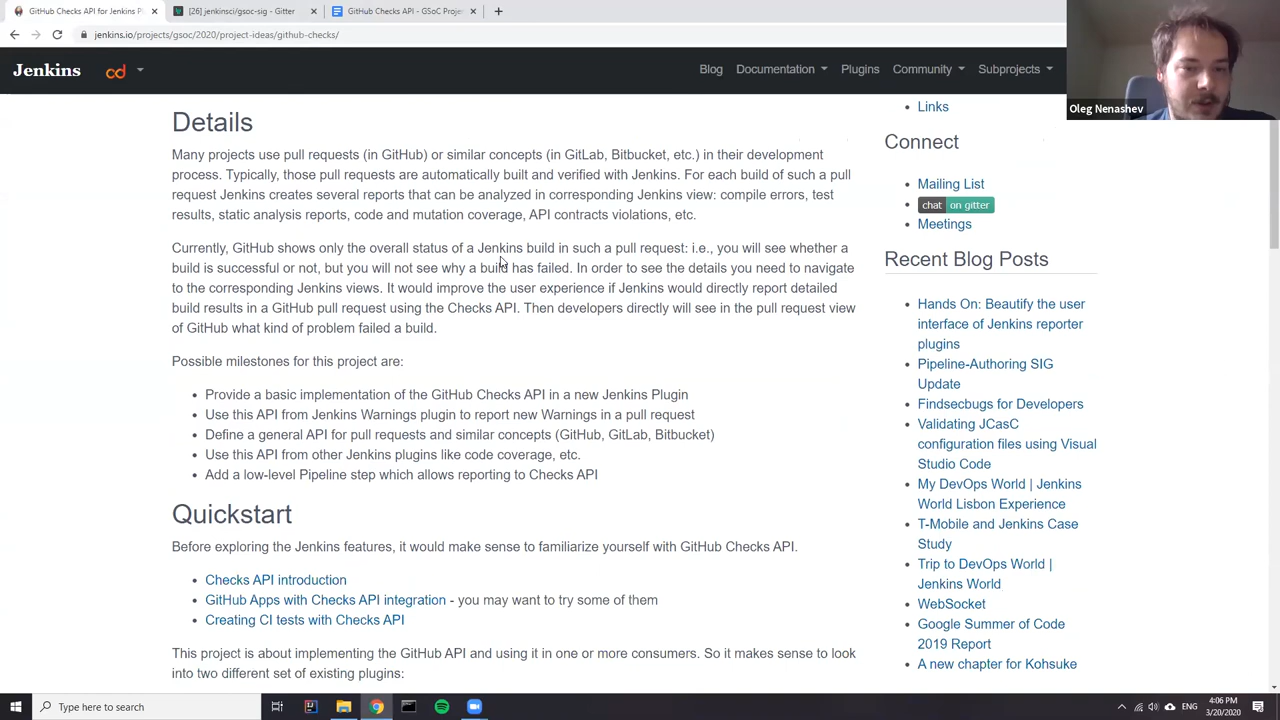 GitHub Checks API for Jenkins Pl
[26] jenkinsci/gsoc-sig - Gitter
GitHub Checks API - GSoC Proje
jenkins.io/projects/gsoc/2020/project-ideas/github-checks/
Jenkins
cd
Blog
Documentation
Plugins
Community
Subprojects
Oleg Nenashev
Details
Many projects use pull requests (in GitHub) or similar concepts (in GitLab, Bitbucket, etc.) in their development
process. Typically, those pull requests are automatically built and verified with Jenkins. For each build of such a pull
request Jenkins creates several reports that can be analyzed in corresponding Jenkins view: compile errors, test
results, static analysis reports, code and mutation coverage, API contracts violations, etc.
Currently, GitHub shows only the overall status of a Jenkins build in such a pull request: i.e., you will see whether a
build is successful or not, but you will not see why a build has failed. In order to see the details you need to navigate
to the corresponding Jenkins views. It would improve the user experience if Jenkins would directly report detailed
build results in a GitHub pull request using the Checks API. Then developers directly will see in the pull request view
of GitHub what kind of problem failed a build.
Possible milestones for this project are:
• Provide a basic implementation of the GitHub Checks API in a new Jenkins Plugin
• Use this API from Jenkins Warnings plugin to report new Warnings in a pull request
• Define a general API for pull requests and similar concepts (GitHub, GitLab, Bitbucket)
• Use this API from other Jenkins plugins like code coverage, etc.
• Add a low-level Pipeline step which allows reporting to Checks API
Quickstart
Before exploring the Jenkins features, it would make sense to familiarize yourself with GitHub Checks API.
• Checks API introduction
• GitHub Apps with Checks API integration - you may want to try some of them
• Creating CI tests with Checks API
This project is about implementing the GitHub API and using it in one or more consumers. So it makes sense to look
into two different set of existing plugins:
• Links
Connect
• Mailing List
• chat on gitter
• Meetings
Recent Blog Posts
• Hands On: Beautify the user
interface of Jenkins reporter
plugins
• Pipeline-Authoring SIG
Update
• Findsecbugs for Developers
• Validating JCasC
configuration files using Visual
Studio Code
• My DevOps World | Jenkins
World Lisbon Experience
• T-Mobile and Jenkins Case
Study
• Trip to DevOps World |
Jenkins World
• WebSocket
• Google Summer of Code
2019 Report
• A new chapter for Kohsuke
Type here to search
4:06 PM
3/20/2020